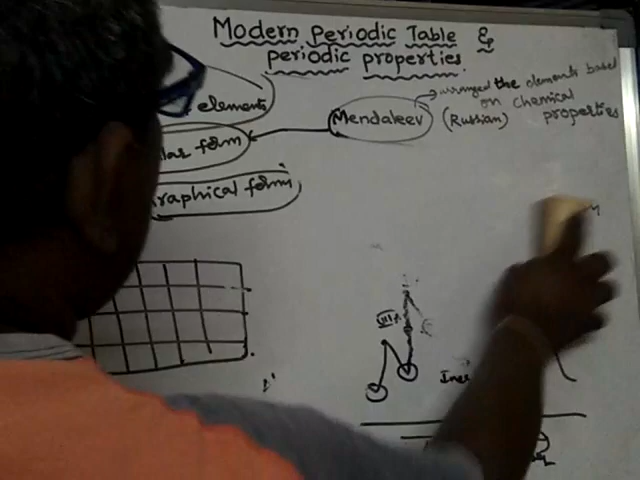 Modern Periodic Table &
periodic properties.
elements
Mendaleev
arranged the elements based
on chemical
properties
(Russian)
lar form
raphical form